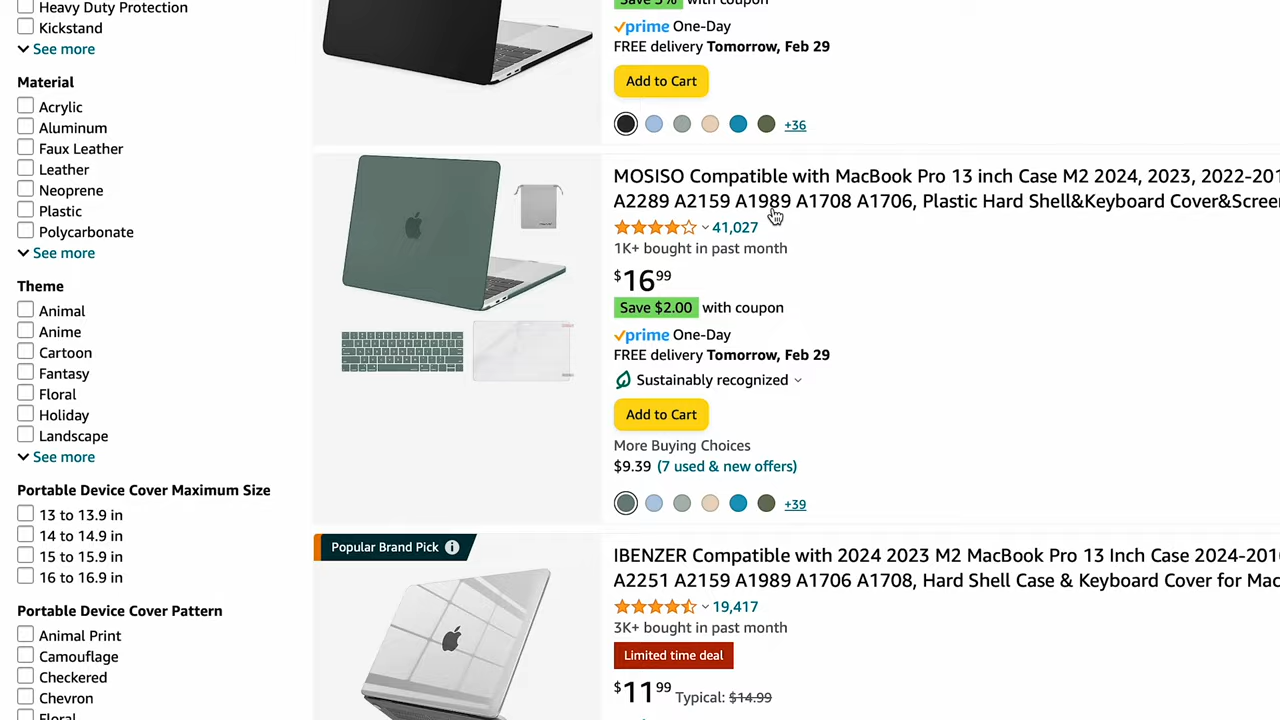 Heavy Duty Protection
Kickstand
See more
Material
Acrylic
Aluminum
Faux Leather
Leather
Neoprene
Plastic
Polycarbonate
See more
Theme
Animal
Anime
Cartoon
Fantasy
Floral
Holiday
Landscape
See more
Portable Device Cover Maximum Size
13 to 13.9 in
14 to 14.9 in
15 to 15.9 in
16 to 16.9 in
Portable Device Cover Pattern
Animal Print
Camouflage
Checkered
Chevron
Floral
Save 5% with coupon
prime One-Day
FREE delivery Tomorrow, Feb 29
Add to Cart
+36
MOSISO Compatible with MacBook Pro 13 inch Case M2 2024, 2023, 2022-201
A2289 A2159 A1989 A1708 A1706, Plastic Hard Shell&Keyboard Cover&Scree
41,027
1K+ bought in past month
$16 99
Save $2.00 with coupon
prime One-Day
FREE delivery Tomorrow, Feb 29
Sustainably recognized
Add to Cart
More Buying Choices
$9.39 (7 used & new offers)
+39
Popular Brand Pick
IBENZER Compatible with 2024 2023 M2 MacBook Pro 13 Inch Case 2024-201
A2251 A2159 A1989 A1706 A1708, Hard Shell Case & Keyboard Cover for Mac
19,417
3K+ bought in past month
Limited time deal
$11 99 Typical: $14.99